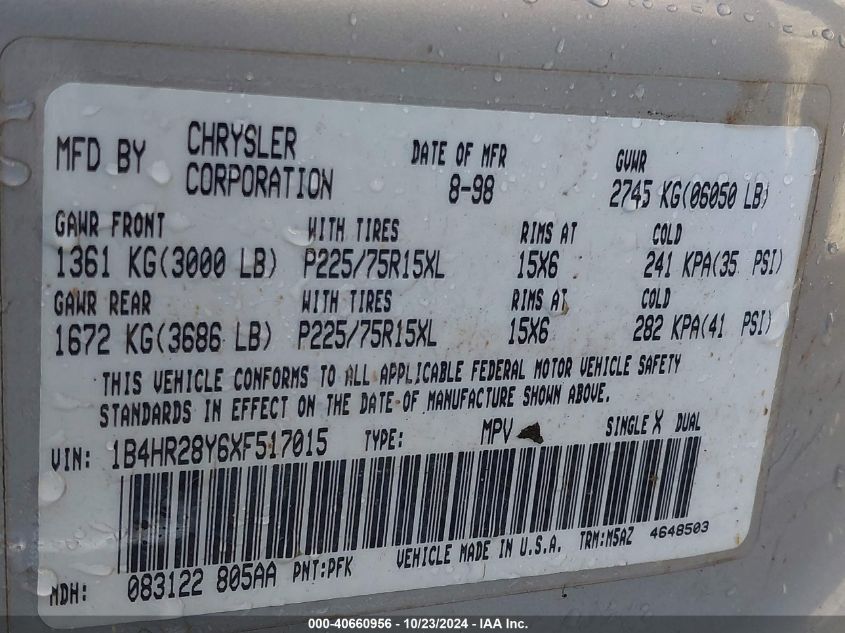 MFD BY CHRYSLER CORPORATION DATE OF MFR 8-98 GVWR 2745 KG(06050 LB)
GAWR FRONT WITH TIRES RIMS AT COLD
1361 KG(3000 LB) P225/75R15XL 15X6 241 KPA(35 PSI)
GAWR REAR WITH TIRES RIMS AT COLD
1672 KG(3686 LB) P225/75R15XL 15X6 282 KPA(41 PSI)
THIS VEHICLE CONFORMS TO ALL APPLICABLE FEDERAL MOTOR VEHICLE SAFETY
STANDARDS IN EFFECT ON THE DATE OF MANUFACTURE SHOWN ABOVE.
VIN: 1B4HR28Y6XF517015 TYPE: MPV SINGLE X DUAL
MDH: 083122 805AA PNT:PFK VEHICLE MADE IN U.S.A. TRM:M5AZ 4648503
000-40660956 - 10/23/2024 - IAA Inc.